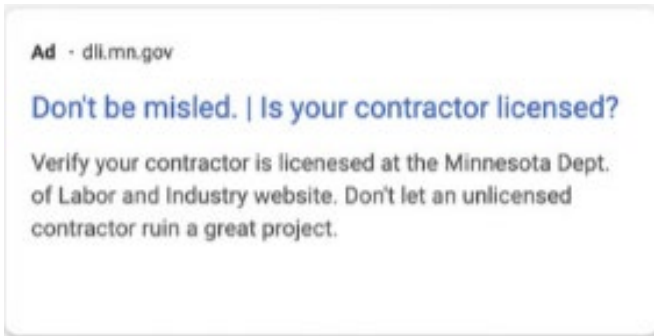 Ad · dli.mn.gov
Don't be misled. | Is your contractor licensed?
Verify your contractor is licenesed at the Minnesota Dept.
of Labor and Industry website. Don't let an unlicensed
contractor ruin a great project.